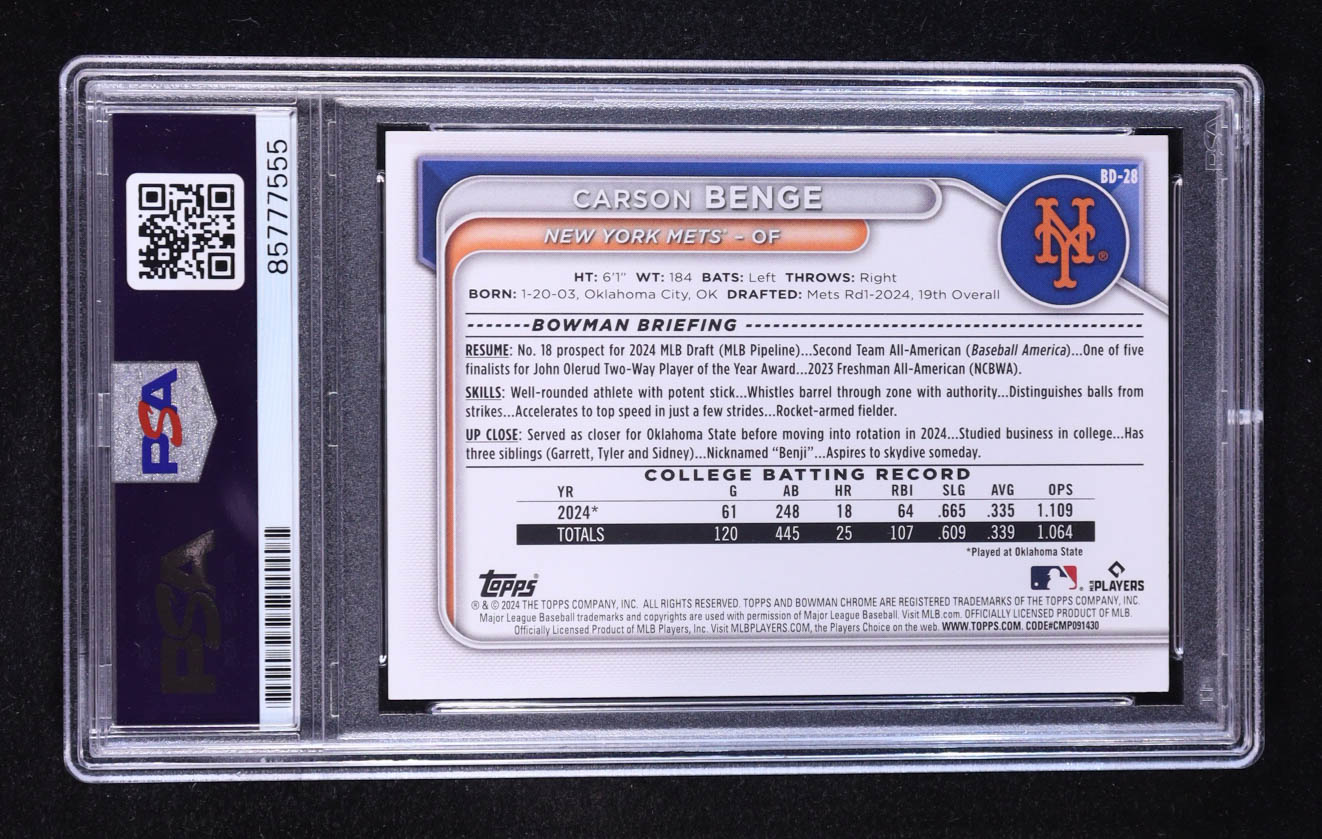 85777555
PSA
PSA
BD-28
CARSON BENGE
NEW YORK METS® - OF
NY®
HT: 6'1" WT: 184 BATS: Left THROWS: Right
BORN: 1-20-03, Oklahoma City, OK DRAFTED: Mets Rd1-2024, 19th Overall
-------BOWMAN BRIEFING -------
RESUME: No. 18 prospect for 2024 MLB Draft (MLB Pipeline)...Second Team All-American (Baseball America)...One of five
finalists for John Olerud Two-Way Player of the Year Award...2023 Freshman All-American (NCBWA).
SKILLS: Well-rounded athlete with potent stick...Whistles barrel through zone with authority...Distinguishes balls from
strikes...Accelerates to top speed in just a few strides...Rocket-armed fielder.
UP CLOSE: Served as closer for Oklahoma State before moving into rotation in 2024...Studied business in college...Has
three siblings (Garrett, Tyler and Sidney)...Nicknamed "Benji"...Aspires to skydive someday.
COLLEGE BATTING RECORD
YR G AB HR RBI SLG AVG OPS
2024* 61 248 18 64 .665 .335 1.109
TOTALS 120 445 25 107 .609 .339 1.064
*Played at Oklahoma State
Topps® MLB PLAYERS
® & © 2024 THE TOPPS COMPANY, INC. ALL RIGHTS RESERVED. TOPPS AND BOWMAN CHROME ARE REGISTERED TRADEMARKS OF THE TOPPS COMPANY, INC.
Major League Baseball trademarks and copyrights are used with permission of Major League Baseball. Visit MLB.com. OFFICIALLY LICENSED PRODUCT OF MLB.
Officially Licensed Product of MLB Players, Inc. Visit MLBPLAYERS.COM, the Players Choice on the web. WWW.TOPPS.COM. CODE#CMP091430
PSA